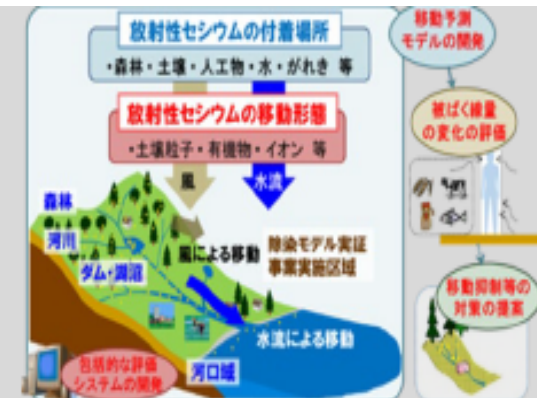 放射性セシウムの付着場所
・森林・土壌・人工物・水・がれき 等
放射性セシウムの移動形態
・土壌粒子・有機物・イオン 等
風
水流
森林
河川
ダム・湖沼
風による移動
除染モデル実証
事業実施区域
水流による移動
河口域
包括的な評価
システムの開発
移動予測
モデルの開発
被ばく線量
の変化の評価
移動抑制等の
対策の提案